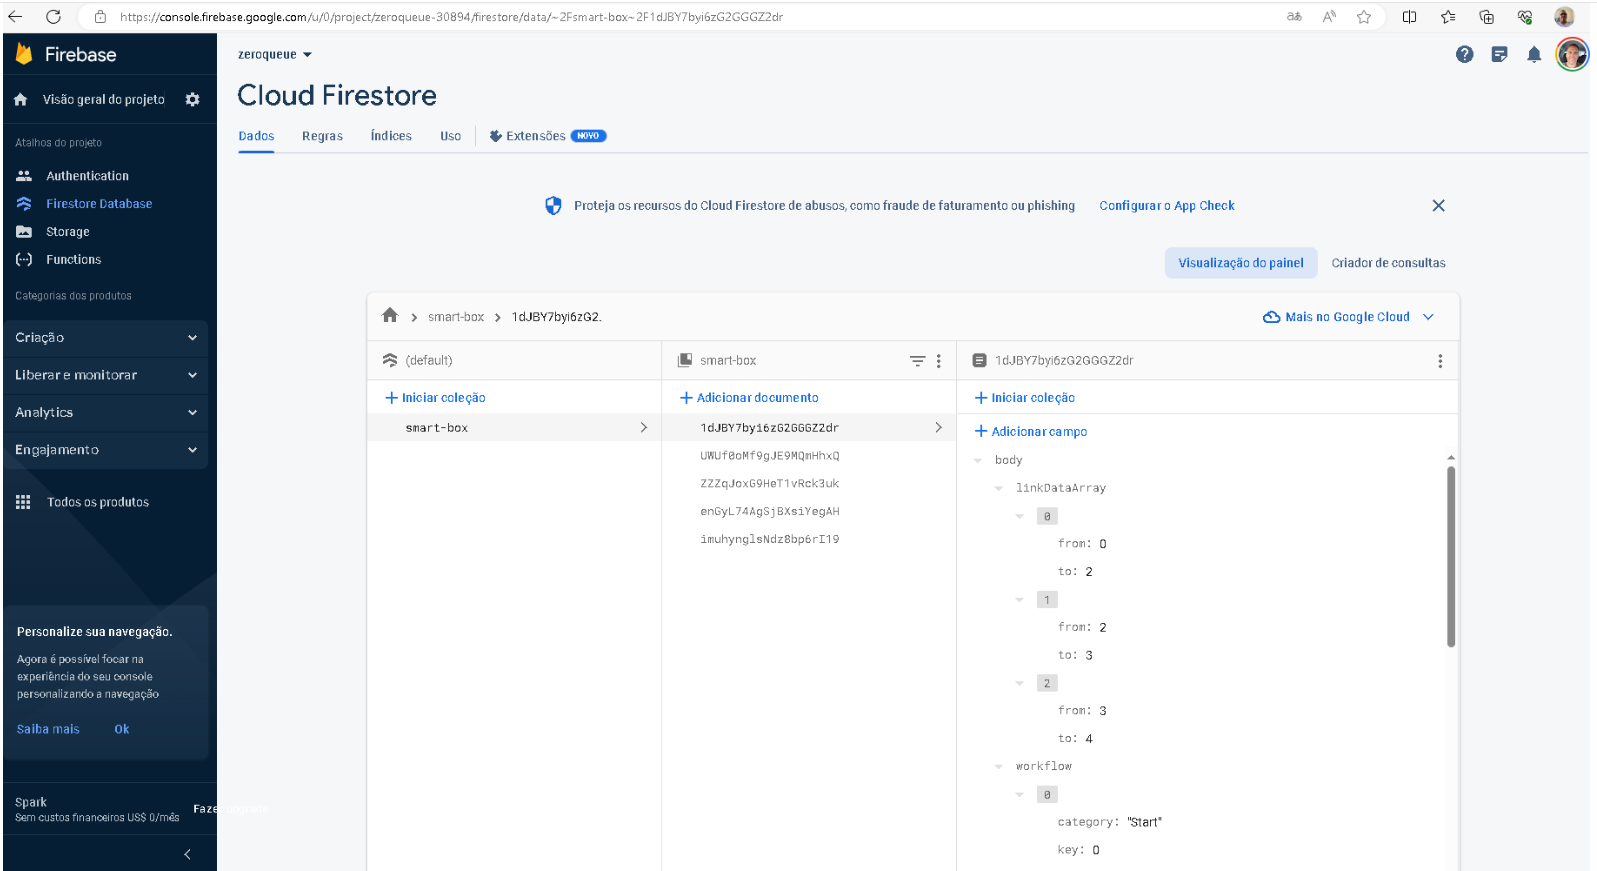 https://console.firebase.google.com/u/0/project/zeroqueue-30894/firestore/data/~2Fsmart-box~2F1dJBY7byi6zG2GGGZ2dr
Firebase
zeroqueue
Visão geral do projeto
Cloud Firestore
Atalhos do projeto
Dados
Regras
Índices
Uso
Extensões
NOVO
Authentication
Firestore Database
Storage
Functions
Proteja os recursos do Cloud Firestore de abusos, como fraude de faturamento ou phishing
Configurar o App Check
Categorias dos produtos
Visualização do painel
Criador de consultas
Criação
Liberar e monitorar
Analytics
Engajamento
Todos os produtos
smart-box
1dJBY7byi6zG2.
Mais no Google Cloud
(default)
smart-box
1dJBY7byi6zG2GGGZ2dr
Iniciar coleção
Adicionar documento
Iniciar coleção
smart-box
1dJBY7byi6zG2GGGZ2dr
UWUf0oMf9gJE9MQmHhxQ
ZZZqJoxG9HeT1vRck3uk
enGyL74AgSjBXsiYegAH
imuhynglsNdz8bp6rI19
Adicionar campo
body
linkDataArray
0
from: 0
to: 2
1
from: 2
to: 3
2
from: 3
to: 4
workflow
0
category: "Start"
key: 0
Personalize sua navegação.
Agora é possível focar na
experiência do seu console
personalizando a navegação
Saiba mais
Ok
Spark
Sem custos financeiros US$ 0/mês
Fazer upgrade